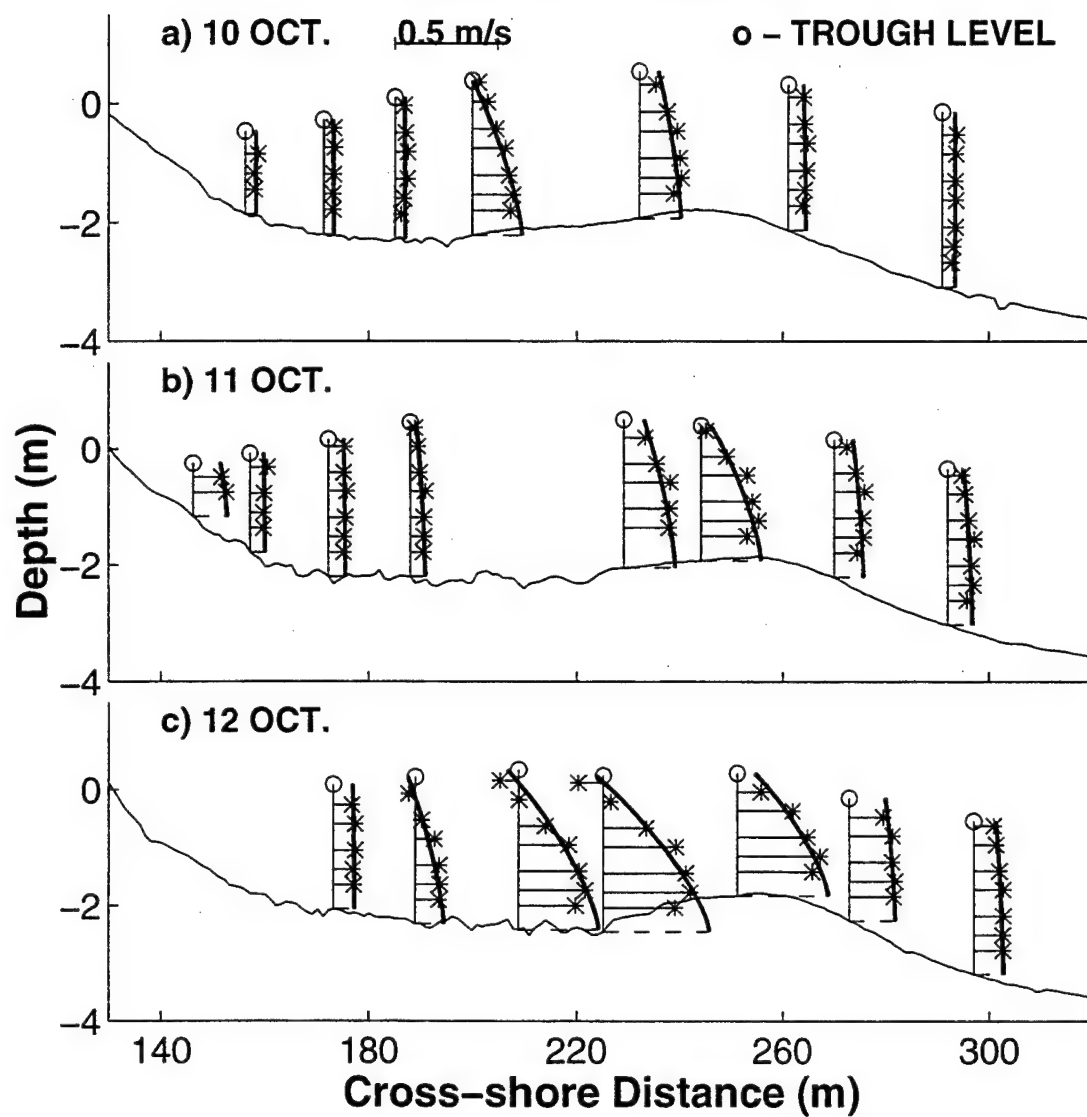 a) 10 OCT.
0.5 m/s
o – TROUGH LEVEL
0
−2
−4
b) 11 OCT.
0
−2
−4
c) 12 OCT.
0
−2
−4
Depth (m)
140 180 220 260 300
Cross−shore Distance (m)